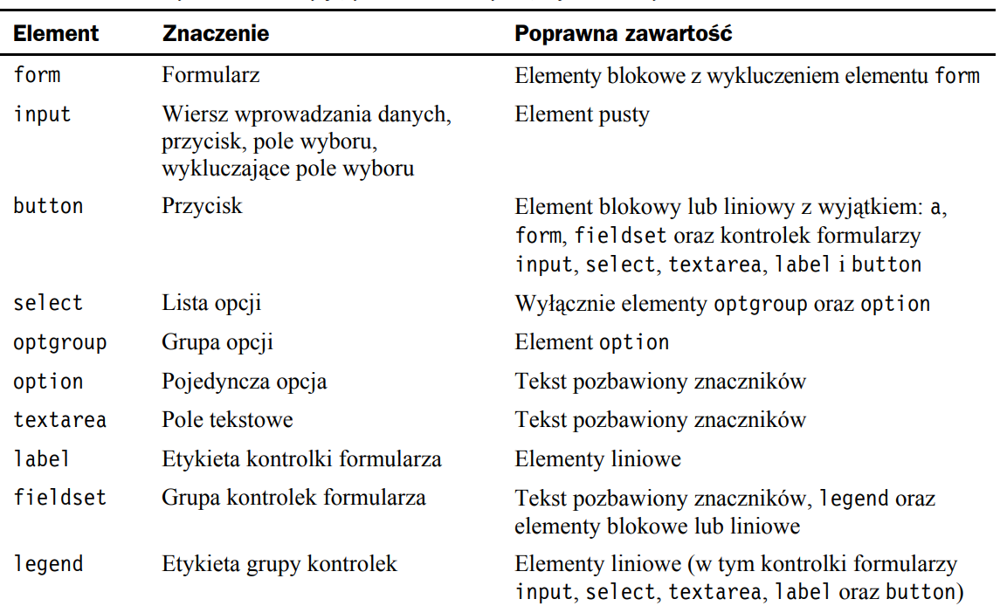 Element Znaczenie Poprawna zawartość
form Formularz Elementy blokowe z wykluczeniem elementu form
input Wiersz wprowadzania danych, Element pusty
przycisk, pole wyboru,
wykluczające pole wyboru
button Przycisk Element blokowy lub liniowy z wyjątkiem: a,
form, fieldset oraz kontrolek formularzy
input, select, textarea, label i button
select Lista opcji Wyłącznie elementy optgroup oraz option
optgroup Grupa opcji Element option
option Pojedyncza opcja Tekst pozbawiony znaczników
textarea Pole tekstowe Tekst pozbawiony znaczników
label Etykieta kontrolki formularza Elementy liniowe
fieldset Grupa kontrolek formularza Tekst pozbawiony znaczników, legend oraz
elementy blokowe lub liniowe
legend Etykieta grupy kontrolek Elementy liniowe (w tym kontrolki formularzy
input, select, textarea, label oraz button)